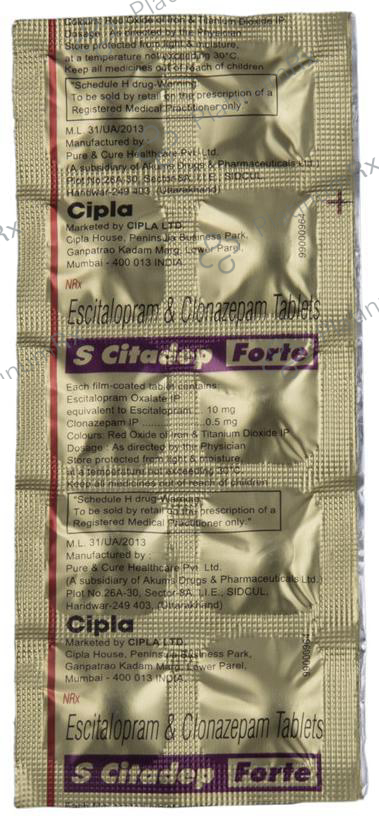 Colours: Red Oxide of Iron & Titanium Dioxide IP
Dosage : As directed by the Physician
Store protected from light & moisture,
at a temperature not exceeding 30°C.
Keep all medicines out of reach of children
"Schedule H drug-Warning
To be sold by retail on the prescription of a
Registered Medical Practitioner only."
M.L. 31/UA/2013
Manufactured by :
Pure & Cure Healthcare Pvt. Ltd.
(A subsidiary of Akums Drugs & Pharmaceuticals Ltd.)
Plot No.26A-30, Sector-8A, I.I.E., SIDCUL,
Haridwar-249 403, (Uttarakhand)
Cipla
Marketed by CIPLA LTD.
Cipla House, Peninsula Business Park,
Ganpatrao Kadam Marg, Lower Parel,
Mumbai - 400 013 INDIA
99000964
NRx
Escitalopram & Clonazepam Tablets
S Citadep Forte
Each film-coated tablet contains:
Escitalopram Oxalate IP
equivalent to Escitalopram .. 10 mg
Clonazepam IP .................0.5 mg
Colours: Red Oxide of Iron & Titanium Dioxide IP
Dosage : As directed by the Physician
Store protected from light & moisture,
at a temperature not exceeding 30°C.
Keep all medicines out of reach of children
"Schedule H drug-Warning
To be sold by retail on the prescription of a
Registered Medical Practitioner only."
M.L. 31/UA/2013
Manufactured by :
Pure & Cure Healthcare Pvt. Ltd.
(A subsidiary of Akums Drugs & Pharmaceuticals Ltd.)
Plot No.26A-30, Sector-8A, I.I.E., SIDCUL,
Haridwar-249 403, (Uttarakhand)
Cipla
Marketed by CIPLA LTD.
Cipla House, Peninsula Business Park,
Ganpatrao Kadam Marg, Lower Parel,
Mumbai - 400 013 INDIA
99000964
NRx
Escitalopram & Clonazepam Tablets
S Citadep Forte